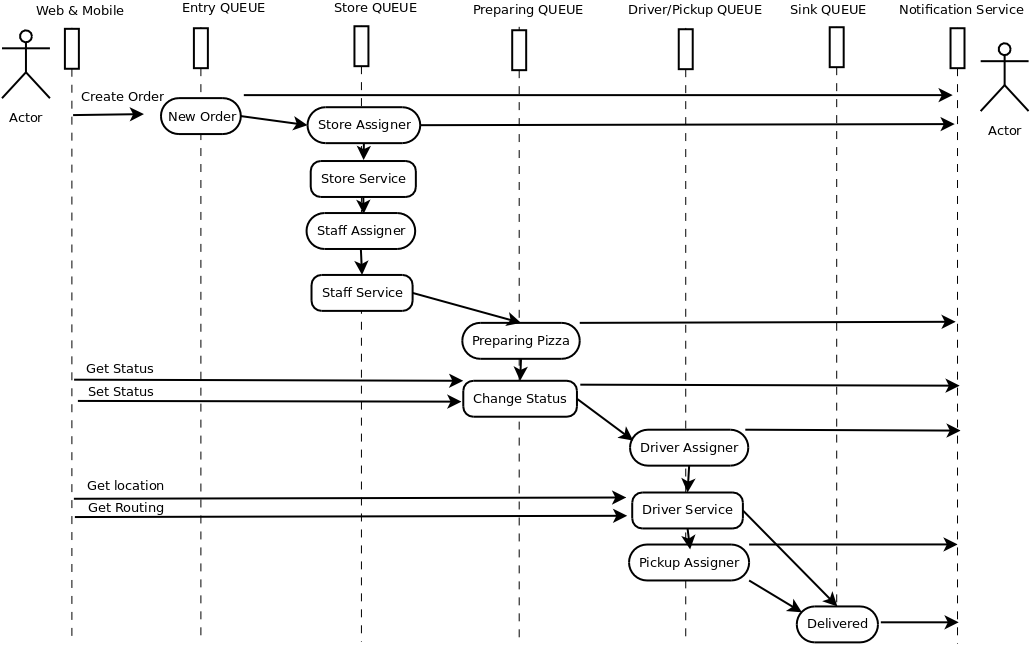 Web & Mobile
Entry QUEUE
Store QUEUE
Preparing QUEUE
Driver/Pickup QUEUE
Sink QUEUE
Notification Service
Actor
Actor
Create Order
New Order
Store Assigner
Store Service
Staff Assigner
Staff Service
Preparing Pizza
Get Status
Set Status
Change Status
Driver Assigner
Get location
Get Routing
Driver Service
Pickup Assigner
Delivered